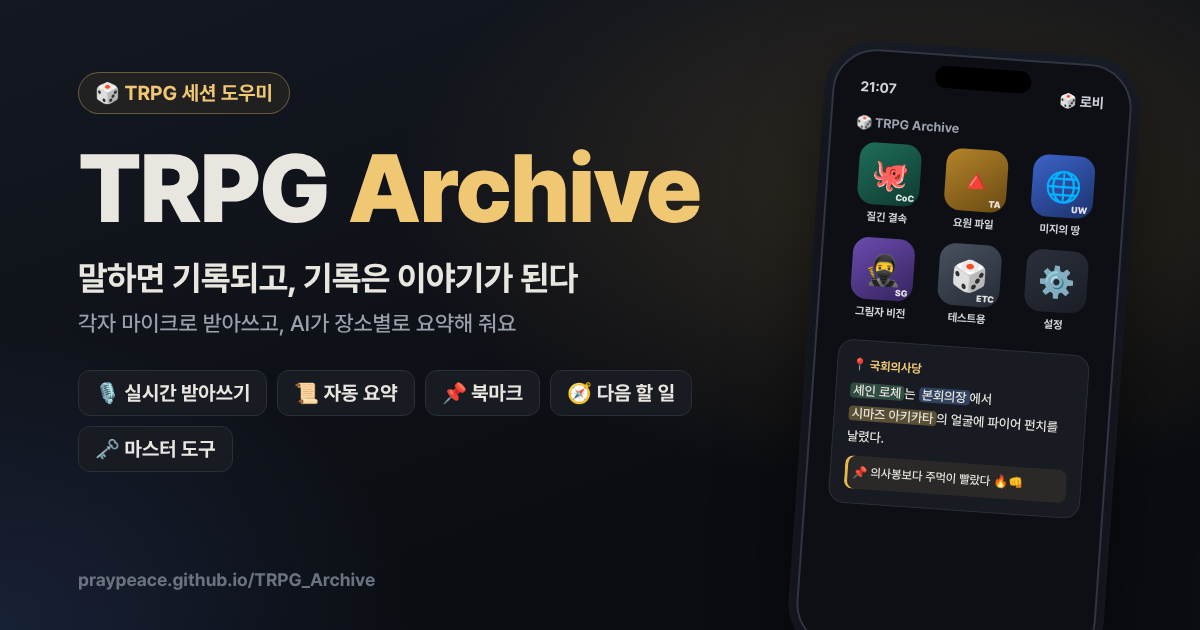 🎲 TRPG 세션 도우미
TRPG Archive
말하면 기록되고, 기록은 이야기가 된다
각자 마이크로 받아쓰고, AI가 장소별로 요약해 줘요
🎙️ 실시간 받아쓰기 📜 자동 요약 📌 북마크 🧭 다음 할 일
🗝️ 마스터 도구
praypeace.github.io/TRPG_Archive
21:07 🎲 로비
🎲 TRPG Archive
CoC TA UW
질긴 결속 요원 파일 미지의 땅
SG ETC
그림자 비전 테스트용 설정
📍 국회의사당
셰인 로체는 본회의장에서
시마즈 아키카타의 얼굴에 파이어 펀치를
날렸다.
📌 의사봉보다 주먹이 빨랐다 🔥👊